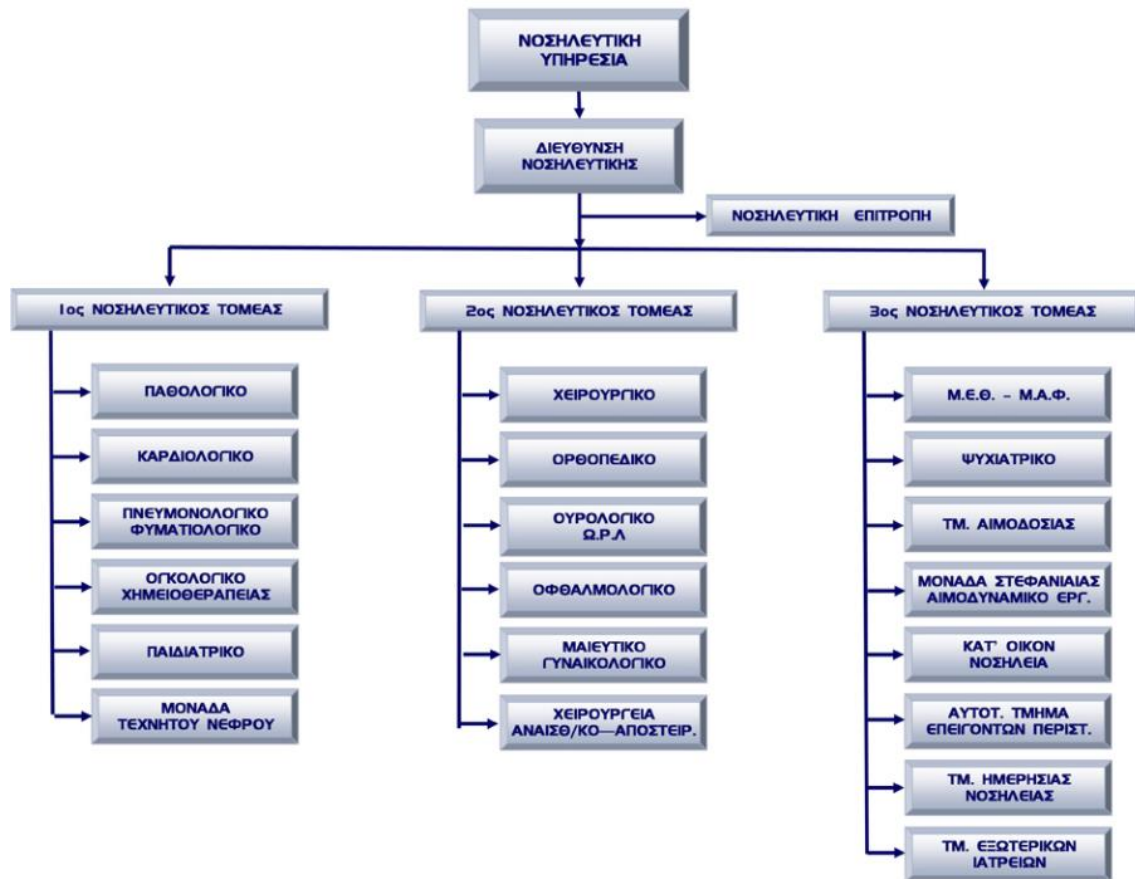 ΝΟΣΗΛΕΥΤΙΚΗ
ΥΠΗΡΕΣΙΑ
ΔΙΕΥΘΥΝΣΗ
ΝΟΣΗΛΕΥΤΙΚΗΣ
ΝΟΣΗΛΕΥΤΙΚΗ ΕΠΙΤΡΟΠΗ
1ος ΝΟΣΗΛΕΥΤΙΚΟΣ ΤΟΜΕΑΣ
ΠΑΘΟΛΟΓΙΚΟ
ΚΑΡΔΙΟΛΟΓΙΚΟ
ΠΝΕΥΜΟΝΟΛΟΓΙΚΟ
ΦΥΜΑΤΙΟΛΟΓΙΚΟ
ΟΓΚΟΛΟΓΙΚΟ
ΧΗΜΕΙΟΘΕΡΑΠΕΙΑΣ
ΠΑΙΔΙΑΤΡΙΚΟ
ΜΟΝΑΔΑ
ΤΕΧΝΗΤΟΥ ΝΕΦΡΟΥ
2ος ΝΟΣΗΛΕΥΤΙΚΟΣ ΤΟΜΕΑΣ
ΧΕΙΡΟΥΡΓΙΚΟ
ΟΡΘΟΠΕΔΙΚΟ
ΟΥΡΟΛΟΓΙΚΟ
Ω.Ρ.Λ
ΟΦΘΑΛΜΟΛΟΓΙΚΟ
ΜΑΙΕΥΤΙΚΟ
ΓΥΝΑΙΚΟΛΟΓΙΚΟ
ΧΕΙΡΟΥΡΓΕΙΑ
ΑΝΑΙΣΘ/ΚΟ—ΑΠΟΣΤΕΙΡ.
3ος ΝΟΣΗΛΕΥΤΙΚΟΣ ΤΟΜΕΑΣ
Μ.Ε.Θ. - Μ.Α.Φ.
ΨΥΧΙΑΤΡΙΚΟ
ΤΜ. ΑΙΜΟΔΟΣΙΑΣ
ΜΟΝΑΔΑ ΣΤΕΦΑΝΙΑΙΑΣ
ΑΙΜΟΔΥΝΑΜΙΚΟ ΕΡΓ.
ΚΑΤ' ΟΙΚΟΝ
ΝΟΣΗΛΕΙΑ
ΑΥΤΟΤ. ΤΜΗΜΑ
ΕΠΕΙΓΟΝΤΩΝ ΠΕΡΙΣΤ.
ΤΜ. ΗΜΕΡΗΣΙΑΣ
ΝΟΣΗΛΕΙΑΣ
ΤΜ. ΕΞΩΤΕΡΙΚΩΝ
ΙΑΤΡΕΙΩΝ